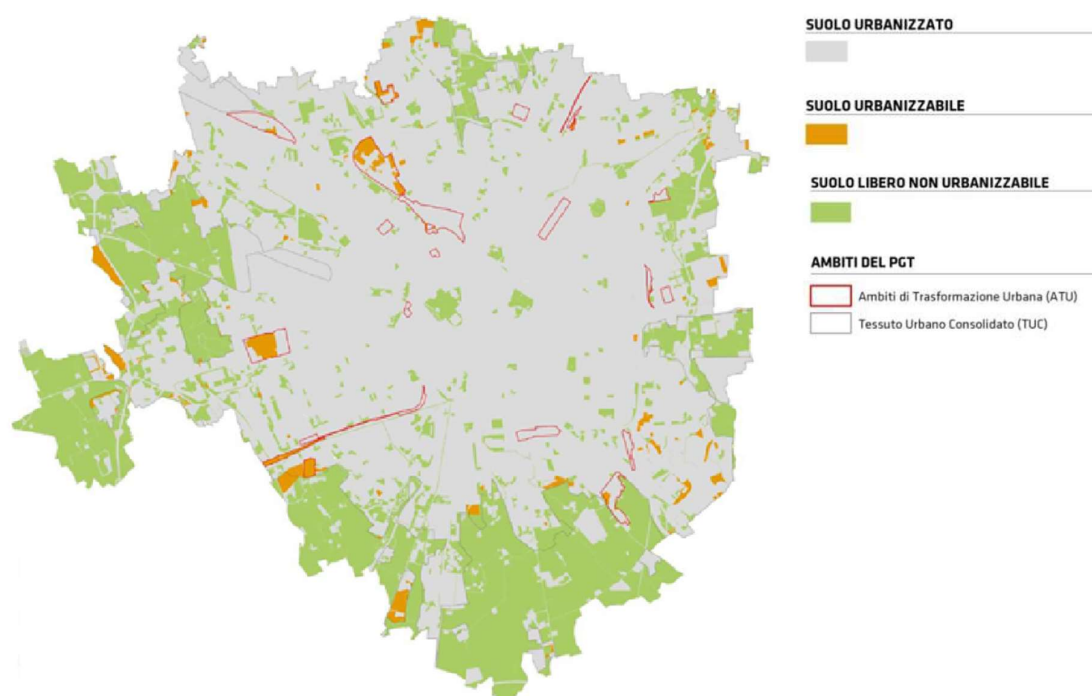 SUOLO URBANIZZATO
SUOLO URBANIZZABILE
SUOLO LIBERO NON URBANIZZABILE
AMBITI DEL PGT
Ambiti di Trasformazione Urbana (ATU)
Tessuto Urbano Consolidato (TUC)